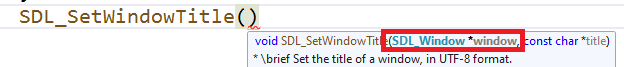 SDL_SetWindowTitle()
void SDL_SetWindowTitle(SDL_Window *window, const char *title)
* \brief Set the title of a window, in UTF-8 format.